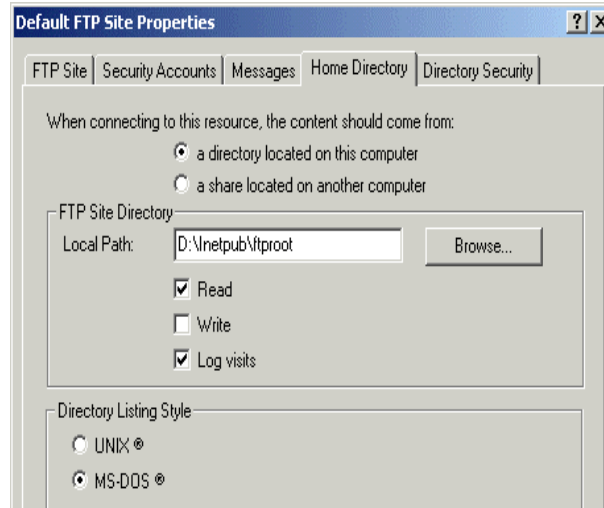 Default FTP Site Properties
FTP Site Security Accounts Messages Home Directory Directory Security
When connecting to this resource, the content should come from:
a directory located on this computer
a share located on another computer
FTP Site Directory
Local Path: D:\Inetpub\ftproot Browse...
Read
Write
Log visits
Directory Listing Style
UNIX ®
MS-DOS ®